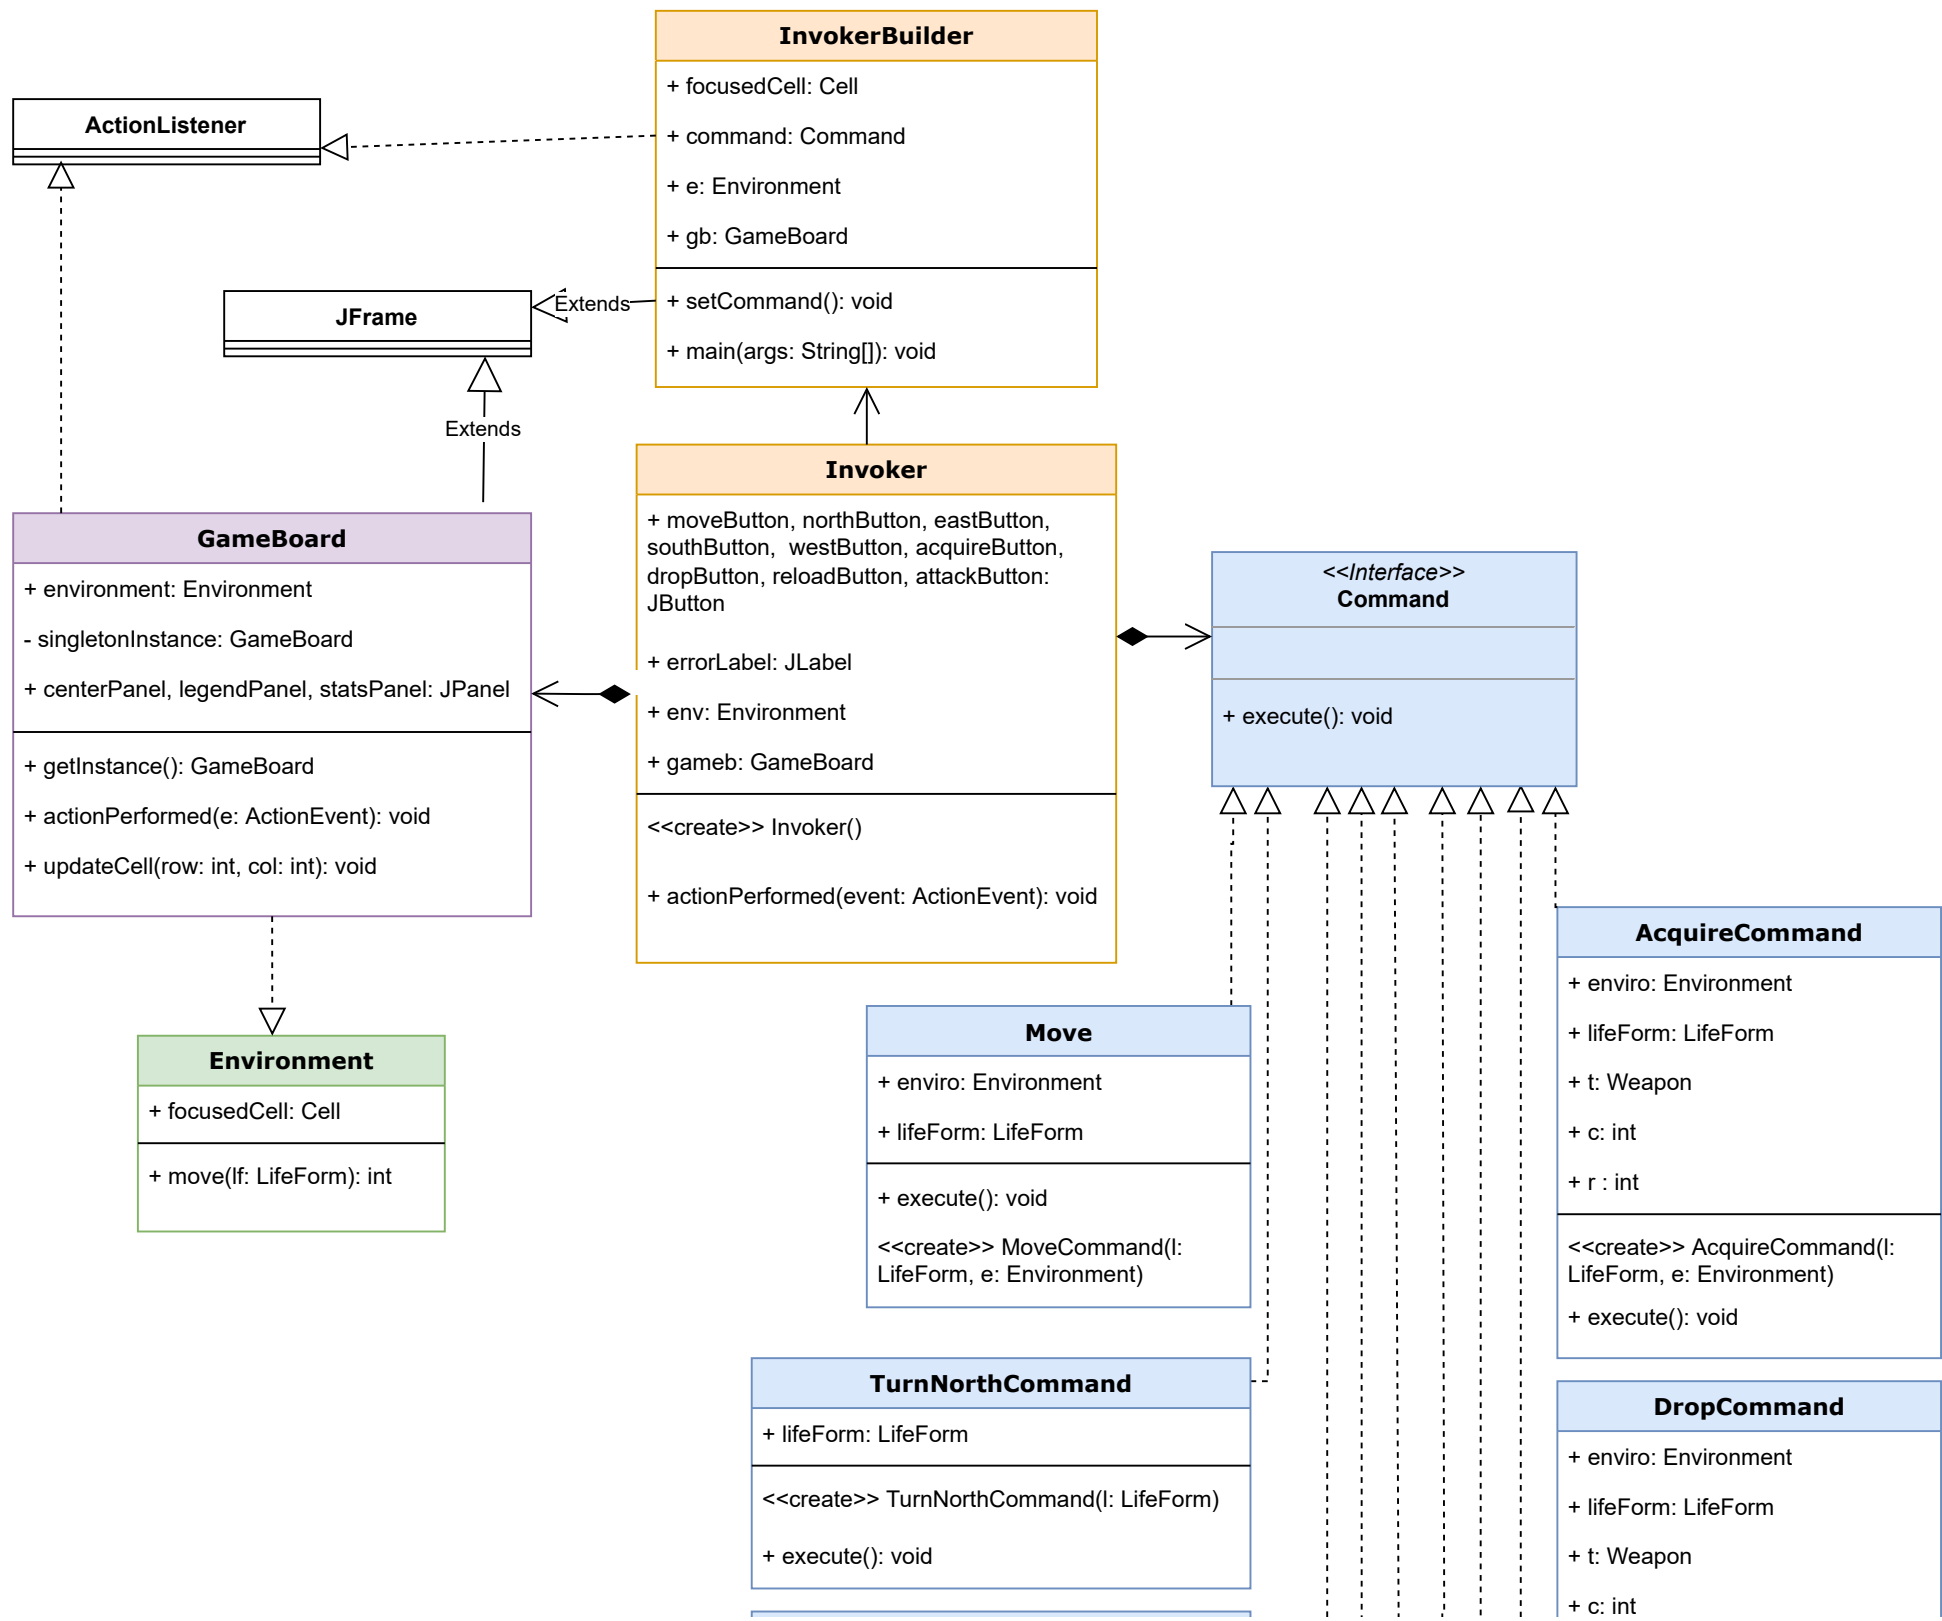 InvokerBuilder
+ focusedCell: Cell
+ command: Command
+ e: Environment
+ gb: GameBoard
+ setCommand(): void
+ main(args: String[]): void
ActionListener
JFrame
Extends
Extends
GameBoard
+ environment: Environment
- singletonInstance: GameBoard
+ centerPanel, legendPanel, statsPanel: JPanel
+ getInstance(): GameBoard
+ actionPerformed(e: ActionEvent): void
+ updateCell(row: int, col: int): void
Invoker
+ moveButton, northButton, eastButton,
southButton, westButton, acquireButton,
dropButton, reloadButton, attackButton:
JButton
+ errorLabel: JLabel
+ env: Environment
+ gameb: GameBoard
<<create>> Invoker()
+ actionPerformed(event: ActionEvent): void
<<Interface>>
Command
+ execute(): void
Environment
+ focusedCell: Cell
+ move(lf: LifeForm): int
Move
+ enviro: Environment
+ lifeForm: LifeForm
+ execute(): void
<<create>> MoveCommand(l:
LifeForm, e: Environment)
AcquireCommand
+ enviro: Environment
+ lifeForm: LifeForm
+ t: Weapon
+ c: int
+ r : int
<<create>> AcquireCommand(l:
LifeForm, e: Environment)
+ execute(): void
TurnNorthCommand
+ lifeForm: LifeForm
<<create>> TurnNorthCommand(l: LifeForm)
+ execute(): void
DropCommand
+ enviro: Environment
+ lifeForm: LifeForm
+ t: Weapon
+ c: int